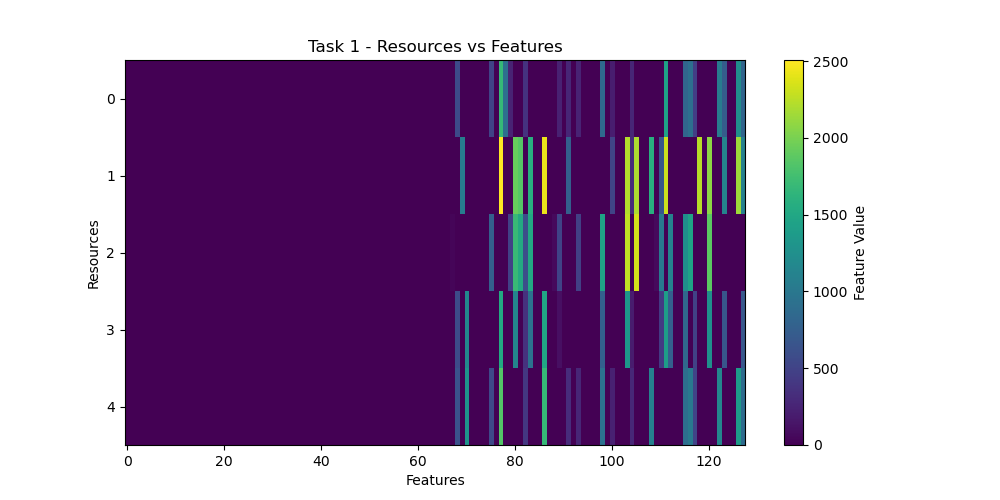 Task 1 - Resources vs Features
Resources
0
1
2
3
4
0 20 40 60 80 100 120
Features
2500
2000
1500
1000
500
0
Feature Value